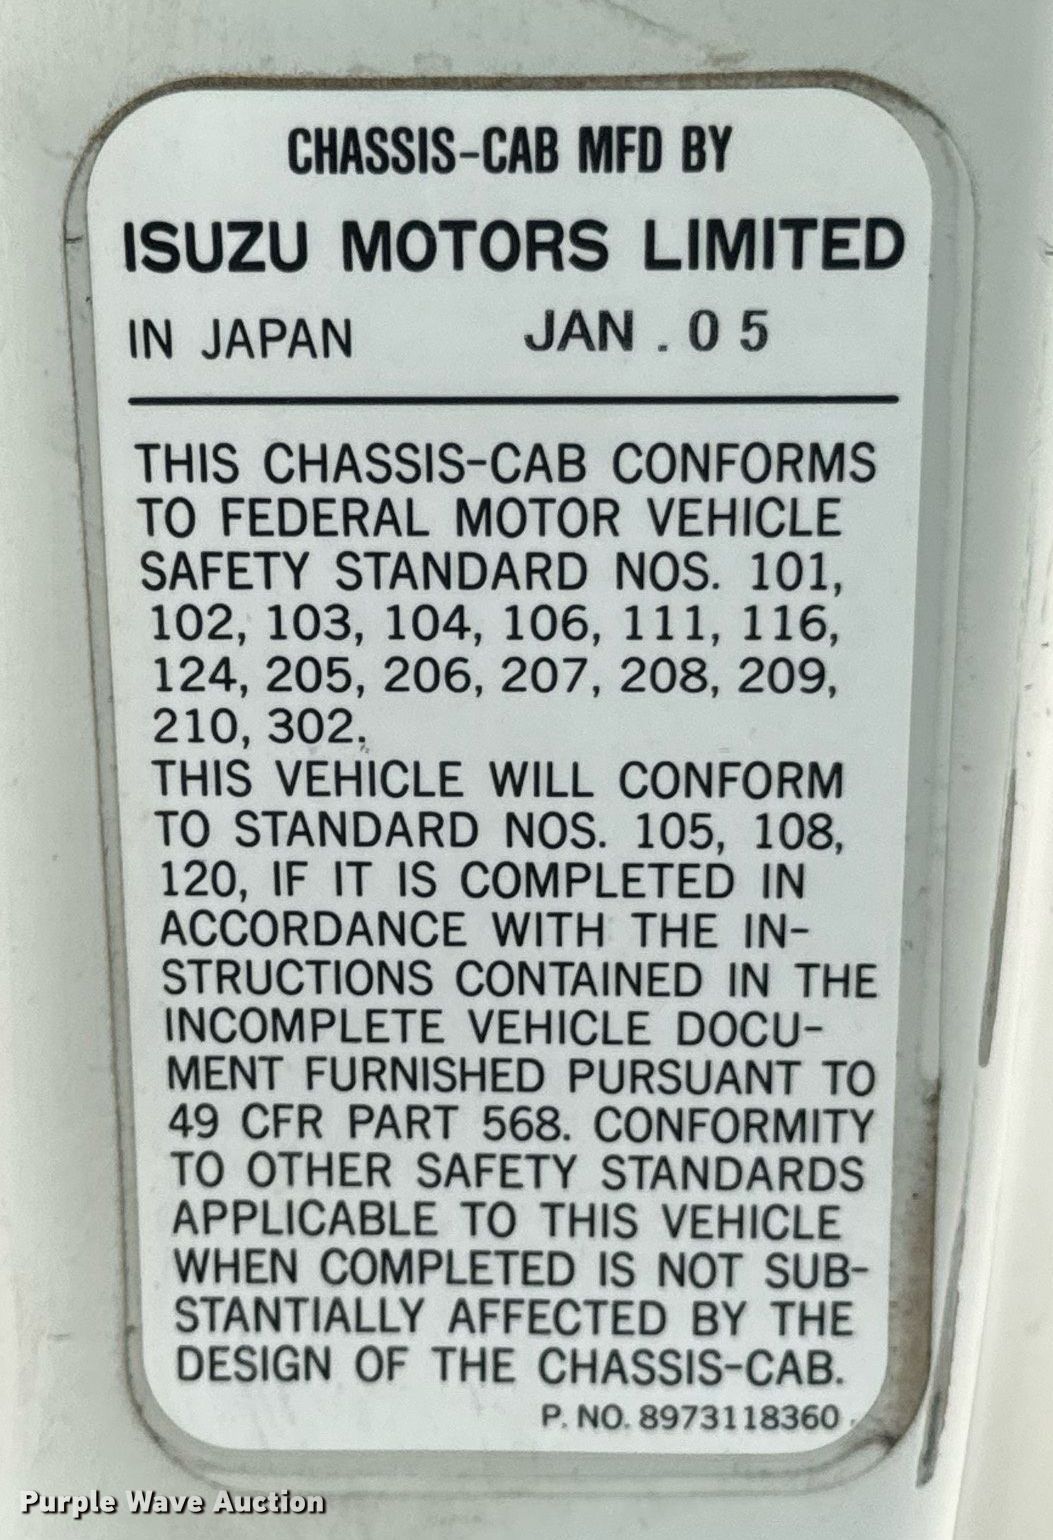 CHASSIS-CAB MFD BY
ISUZU MOTORS LIMITED
IN JAPAN JAN . 0 5
THIS CHASSIS-CAB CONFORMS
TO FEDERAL MOTOR VEHICLE
SAFETY STANDARD NOS. 101,
102, 103, 104, 106, 111, 116,
124, 205, 206, 207, 208, 209,
210, 302.
THIS VEHICLE WILL CONFORM
TO STANDARD NOS. 105, 108,
120, IF IT IS COMPLETED IN
ACCORDANCE WITH THE IN-
STRUCTIONS CONTAINED IN THE
INCOMPLETE VEHICLE DOCU-
MENT FURNISHED PURSUANT TO
49 CFR PART 568. CONFORMITY
TO OTHER SAFETY STANDARDS
APPLICABLE TO THIS VEHICLE
WHEN COMPLETED IS NOT SUB-
STANTIALLY AFFECTED BY THE
DESIGN OF THE CHASSIS-CAB.
P. NO. 8973118360
Purple Wave Auction